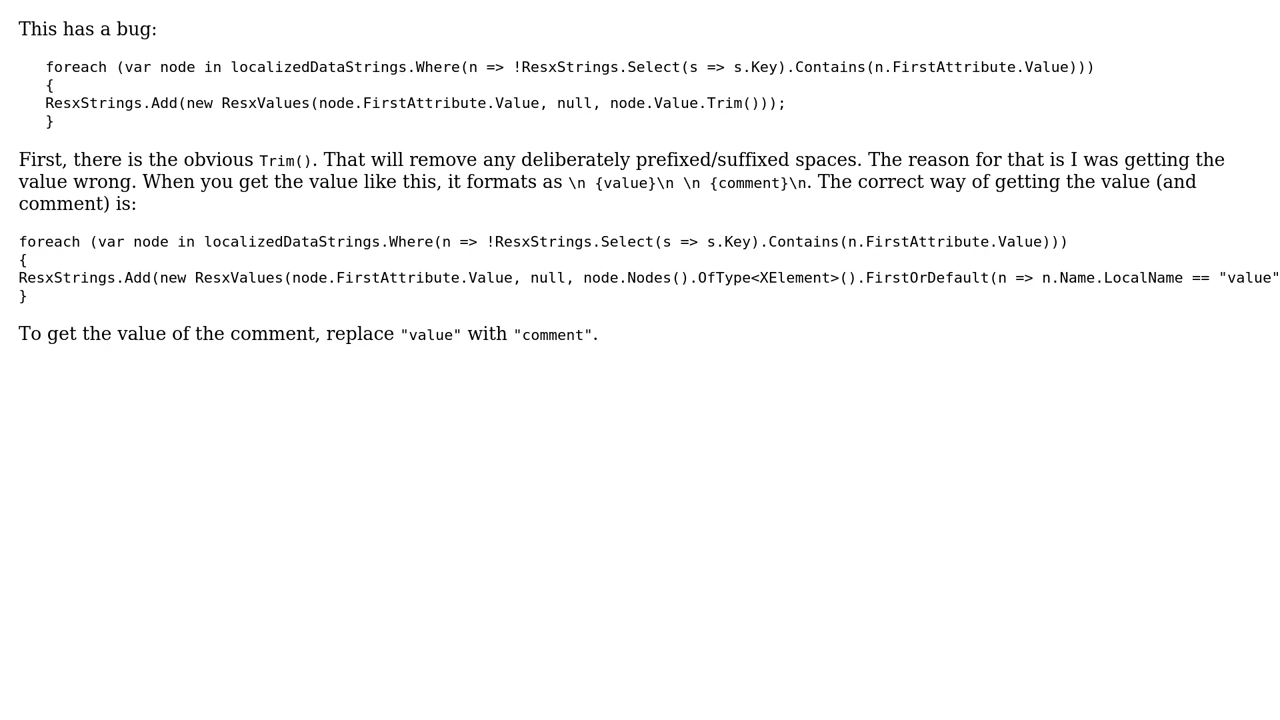 This has a bug:
foreach (var node in localizedDataStrings.Where(n => !ResxStrings.Select(s => s.Key).Contains(n.FirstAttribute.Value)))
{
ResxStrings.Add(new ResxValues(node.FirstAttribute.Value, null, node.Value.Trim()));
}
First, there is the obvious Trim(). That will remove any deliberately prefixed/suffixed spaces. The reason for that is I was getting the
value wrong. When you get the value like this, it formats as \n {value}\n \n {comment}\n. The correct way of getting the value (and
comment) is:
foreach (var node in localizedDataStrings.Where(n => !ResxStrings.Select(s => s.Key).Contains(n.FirstAttribute.Value)))
{
ResxStrings.Add(new ResxValues(node.FirstAttribute.Value, null, node.Nodes().OfType<XElement>().FirstOrDefault(n => n.Name.LocalName == "value"
}
To get the value of the comment, replace "value" with "comment".